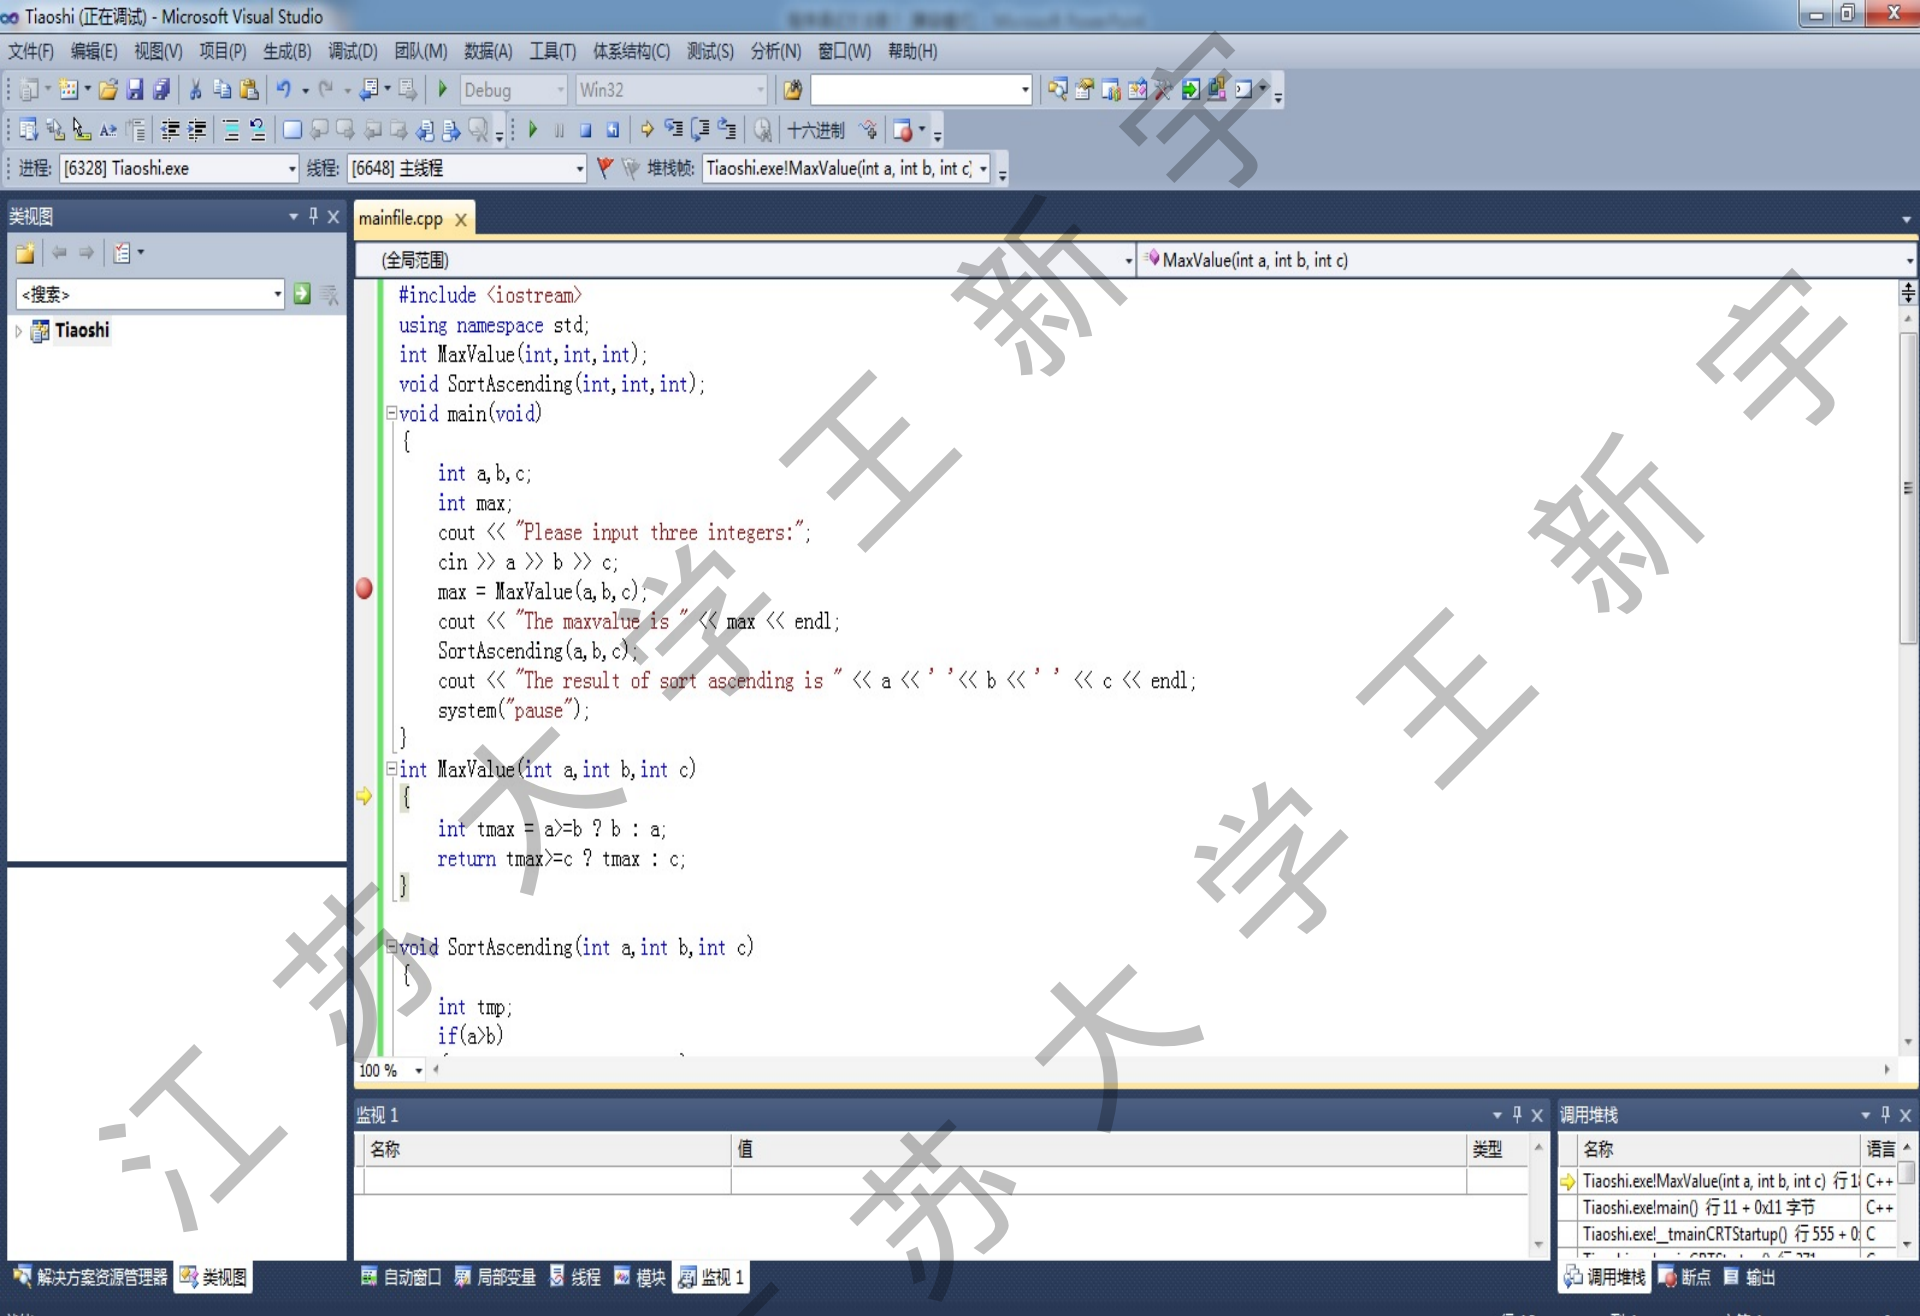 Tiaoshi (正在调试) - Microsoft Visual Studio
文件(F) 编辑(E) 视图(V) 项目(P) 生成(B) 调试(D) 团队(M) 数据(A) 工具(T) 体系结构(C) 测试(S) 分析(N) 窗口(W) 帮助(H)
Debug Win32
十六进制
进程: [6328] Tiaoshi.exe 线程: [6648] 主线程 堆栈帧: Tiaoshi.exe!MaxValue(int a, int b, int c)
类视图
mainfile.cpp
(全局范围) MaxValue(int a, int b, int c)
<搜索>
Tiaoshi
#include <iostream>
using namespace std;
int MaxValue(int,int,int);
void SortAscending(int,int,int);
void main(void)
{
int a,b,c;
int max;
cout << "Please input three integers:";
cin >> a >> b >> c;
max = MaxValue(a,b,c);
cout << "The maxvalue is " << max << endl;
SortAscending(a,b,c);
cout << "The result of sort ascending is " << a <<' '<< b <<' ' << c << endl;
system("pause");
}
int MaxValue(int a,int b,int c)
{
int tmax = a>=b ? b : a;
return tmax>=c ? tmax : c;
}
void SortAscending(int a,int b,int c)
{
int tmp;
if(a>b)
100 %
监视 1
名称 值 类型
调用堆栈
名称 语言
Tiaoshi.exe!MaxValue(int a, int b, int c) 行 18 C++
Tiaoshi.exe!main() 行 11 + 0x11 字节 C++
Tiaoshi.exe!__tmainCRTStartup() 行 555 + 0 C
解决方案资源管理器 类视图
自动窗口 局部变量 线程 模块 监视 1
调用堆栈 断点 输出
江苏大学王新宇
苏大学王新宇